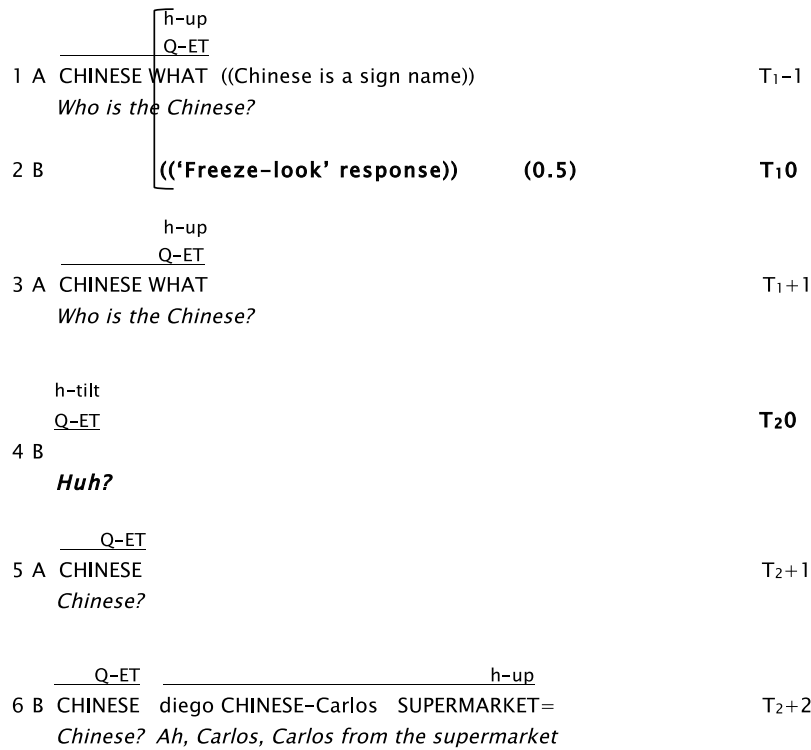 h-up
Q-ET
1 A CHINESE WHAT ((Chinese is a sign name)) T1-1
Who is the Chinese?
2 B ((‘Freeze-look’ response)) (0.5) T10
h-up
Q-ET
3 A CHINESE WHAT T1+1
Who is the Chinese?
h-tilt
Q-ET T20
4 B
Huh?
Q-ET
5 A CHINESE T2+1
Chinese?
Q-ET h-up
6 B CHINESE diego CHINESE-Carlos SUPERMARKET= T2+2
Chinese? Ah, Carlos, Carlos from the supermarket